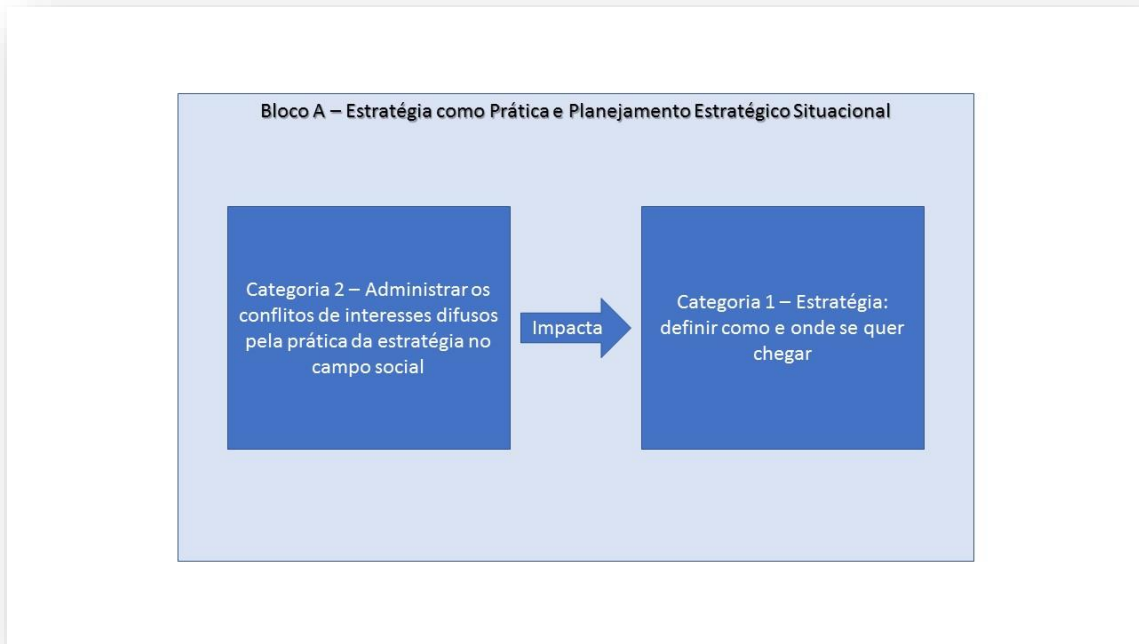 Bloco A – Estratégia como Prática e Planejamento Estratégico Situacional
Categoria 2 – Administrar os
conflitos de interesses difusos
pela prática da estratégia no
campo social
Impacta
Categoria 1 – Estratégia:
definir como e onde se quer
chegar